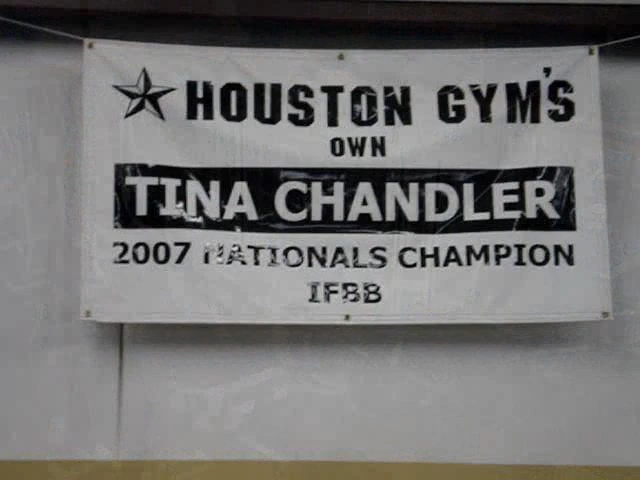 HOUSTON GYM'S
OWN
TINA CHANDLER
2007 NATIONALS CHAMPION
IFBB